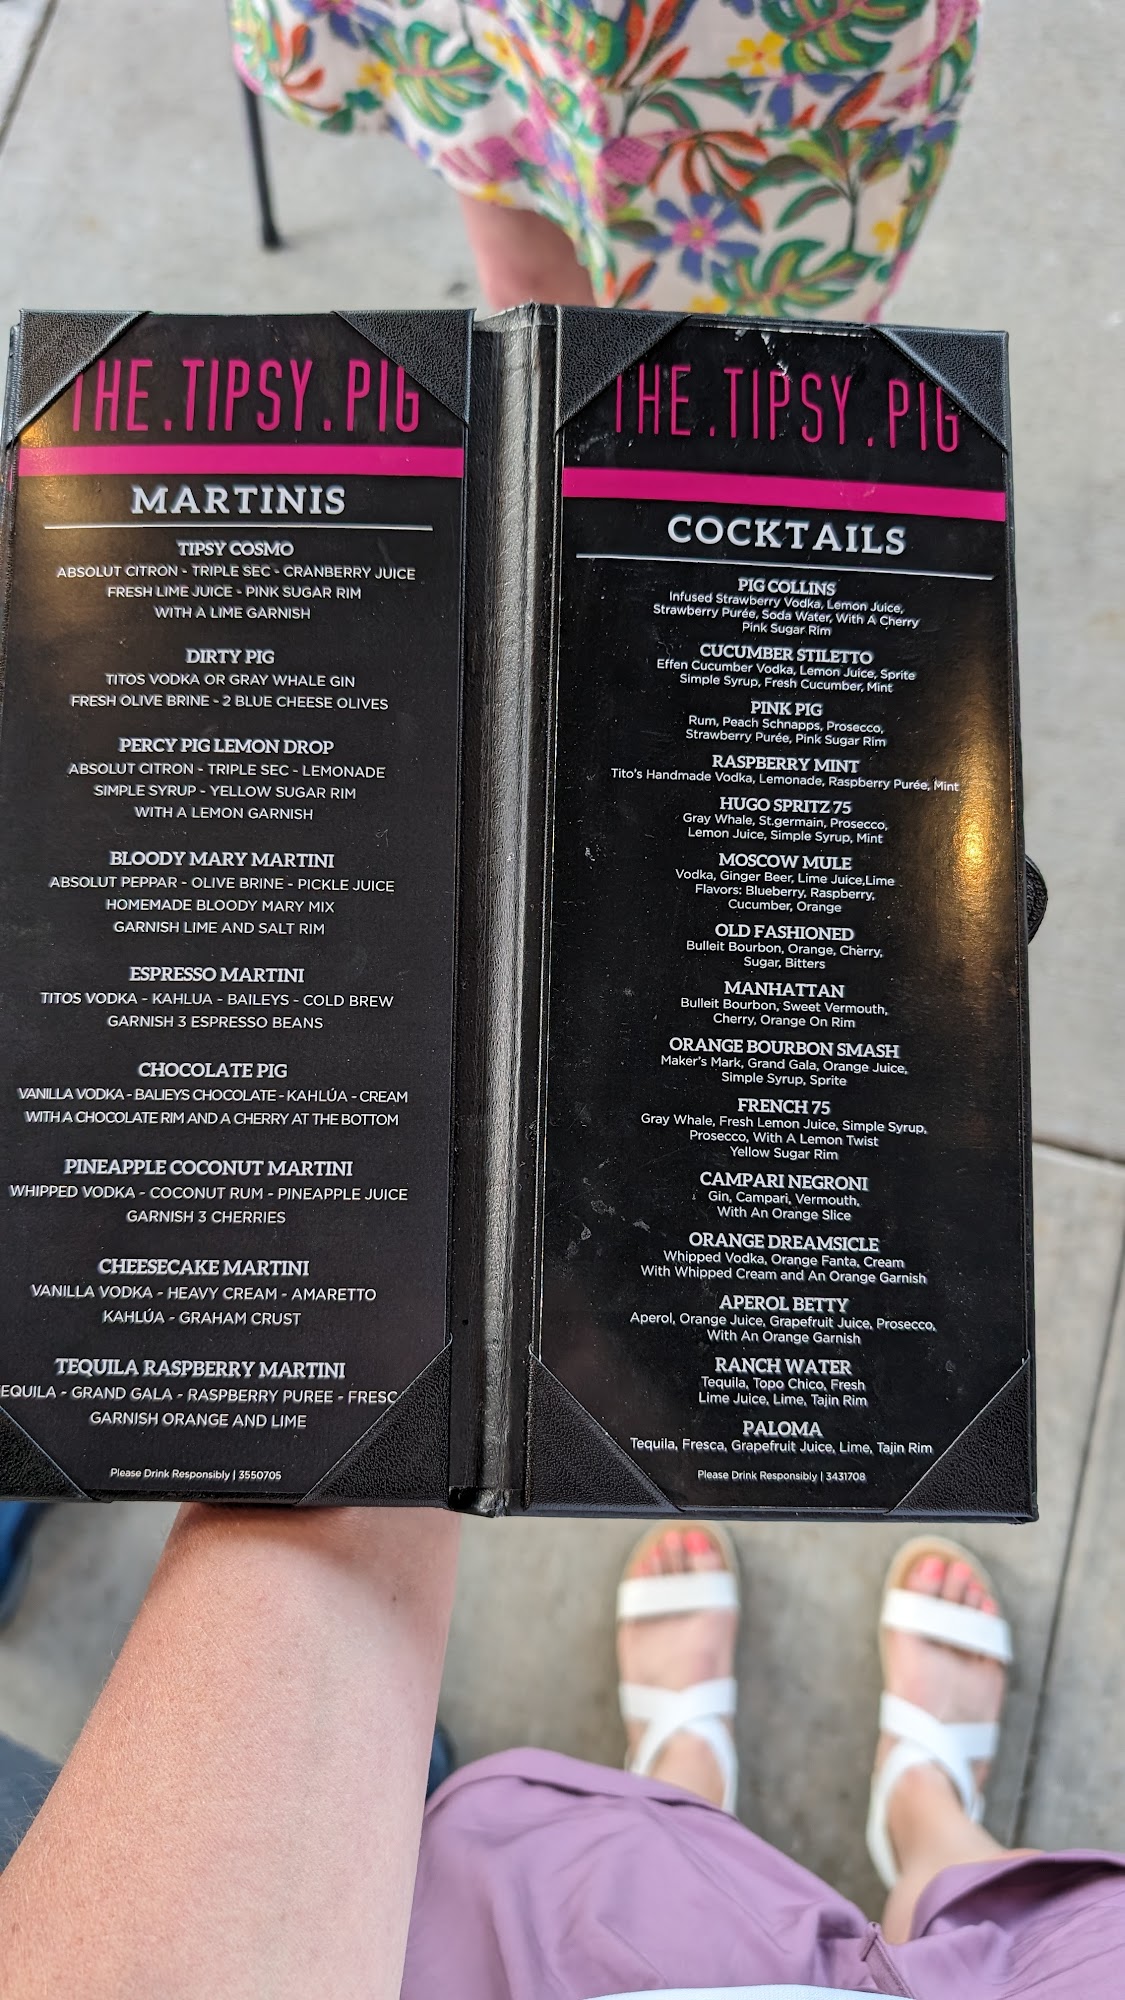 THE.TIPSY.PIG
MARTINIS
TIPSY COSMO
ABSOLUT CITRON - TRIPLE SEC - CRANBERRY JUICE
FRESH LIME JUICE - PINK SUGAR RIM
WITH A LIME GARNISH
DIRTY PIG
TITOS VODKA OR GRAY WHALE GIN
FRESH OLIVE BRINE - 2 BLUE CHEESE OLIVES
PERCY PIG LEMON DROP
ABSOLUT CITRON - TRIPLE SEC - LEMONADE
SIMPLE SYRUP - YELLOW SUGAR RIM
WITH A LEMON GARNISH
BLOODY MARY MARTINI
ABSOLUT PEPPAR - OLIVE BRINE - PICKLE JUICE
HOMEMADE BLOODY MARY MIX
GARNISH LIME AND SALT RIM
ESPRESSO MARTINI
TITOS VODKA - KAHLUA - BAILEYS - COLD BREW
GARNISH 3 ESPRESSO BEANS
CHOCOLATE PIG
VANILLA VODKA - BALIEYS CHOCOLATE - KAHLÚA - CREAM
WITH A CHOCOLATE RIM AND A CHERRY AT THE BOTTOM
PINEAPPLE COCONUT MARTINI
WHIPPED VODKA - COCONUT RUM - PINEAPPLE JUICE
GARNISH 3 CHERRIES
CHEESECAKE MARTINI
VANILLA VODKA - HEAVY CREAM - AMARETTO
KAHLÚA - GRAHAM CRUST
TEQUILA RASPBERRY MARTINI
EQUILA - GRAND GALA - RASPBERRY PUREE - FRESC
GARNISH ORANGE AND LIME
Please Drink Responsibly | 3550705
THE.TIPSY.PIG
COCKTAILS
PIG COLLINS
Infused Strawberry Vodka, Lemon Juice,
Strawberry Purée, Soda Water, With A Cherry
Pink Sugar Rim
CUCUMBER STILETTO
Effen Cucumber Vodka, Lemon Juice, Sprite
Simple Syrup, Fresh Cucumber, Mint
PINK PIG
Rum, Peach Schnapps, Prosecco,
Strawberry Purée, Pink Sugar Rim
RASPBERRY MINT
Tito's Handmade Vodka, Lemonade, Raspberry Purée, Mint
HUGO SPRITZ 75
Gray Whale, St.germain, Prosecco,
Lemon Juice, Simple Syrup, Mint
MOSCOW MULE
Vodka, Ginger Beer, Lime Juice,Lime
Flavors: Blueberry, Raspberry,
Cucumber, Orange
OLD FASHIONED
Bulleit Bourbon, Orange, Cherry,
Sugar, Bitters
MANHATTAN
Bulleit Bourbon, Sweet Vermouth,
Cherry, Orange On Rim
ORANGE BOURBON SMASH
Maker's Mark, Grand Gala, Orange Juice,
Simple Syrup, Sprite
FRENCH 75
Gray Whale, Fresh Lemon Juice, Simple Syrup,
Prosecco, With A Lemon Twist
Yellow Sugar Rim
CAMPARI NEGRONI
Gin, Campari, Vermouth,
With An Orange Slice
ORANGE DREAMSICLE
Whipped Vodka, Orange Fanta, Cream
With Whipped Cream and An Orange Garnish
APEROL BETTY
Aperol, Orange Juice, Grapefruit Juice, Prosecco,
With An Orange Garnish
RANCH WATER
Tequila, Topo Chico, Fresh
Lime Juice, Lime, Tajin Rim
PALOMA
Tequila, Fresca, Grapefruit Juice, Lime, Tajin Rim
Please Drink Responsibly | 3431708